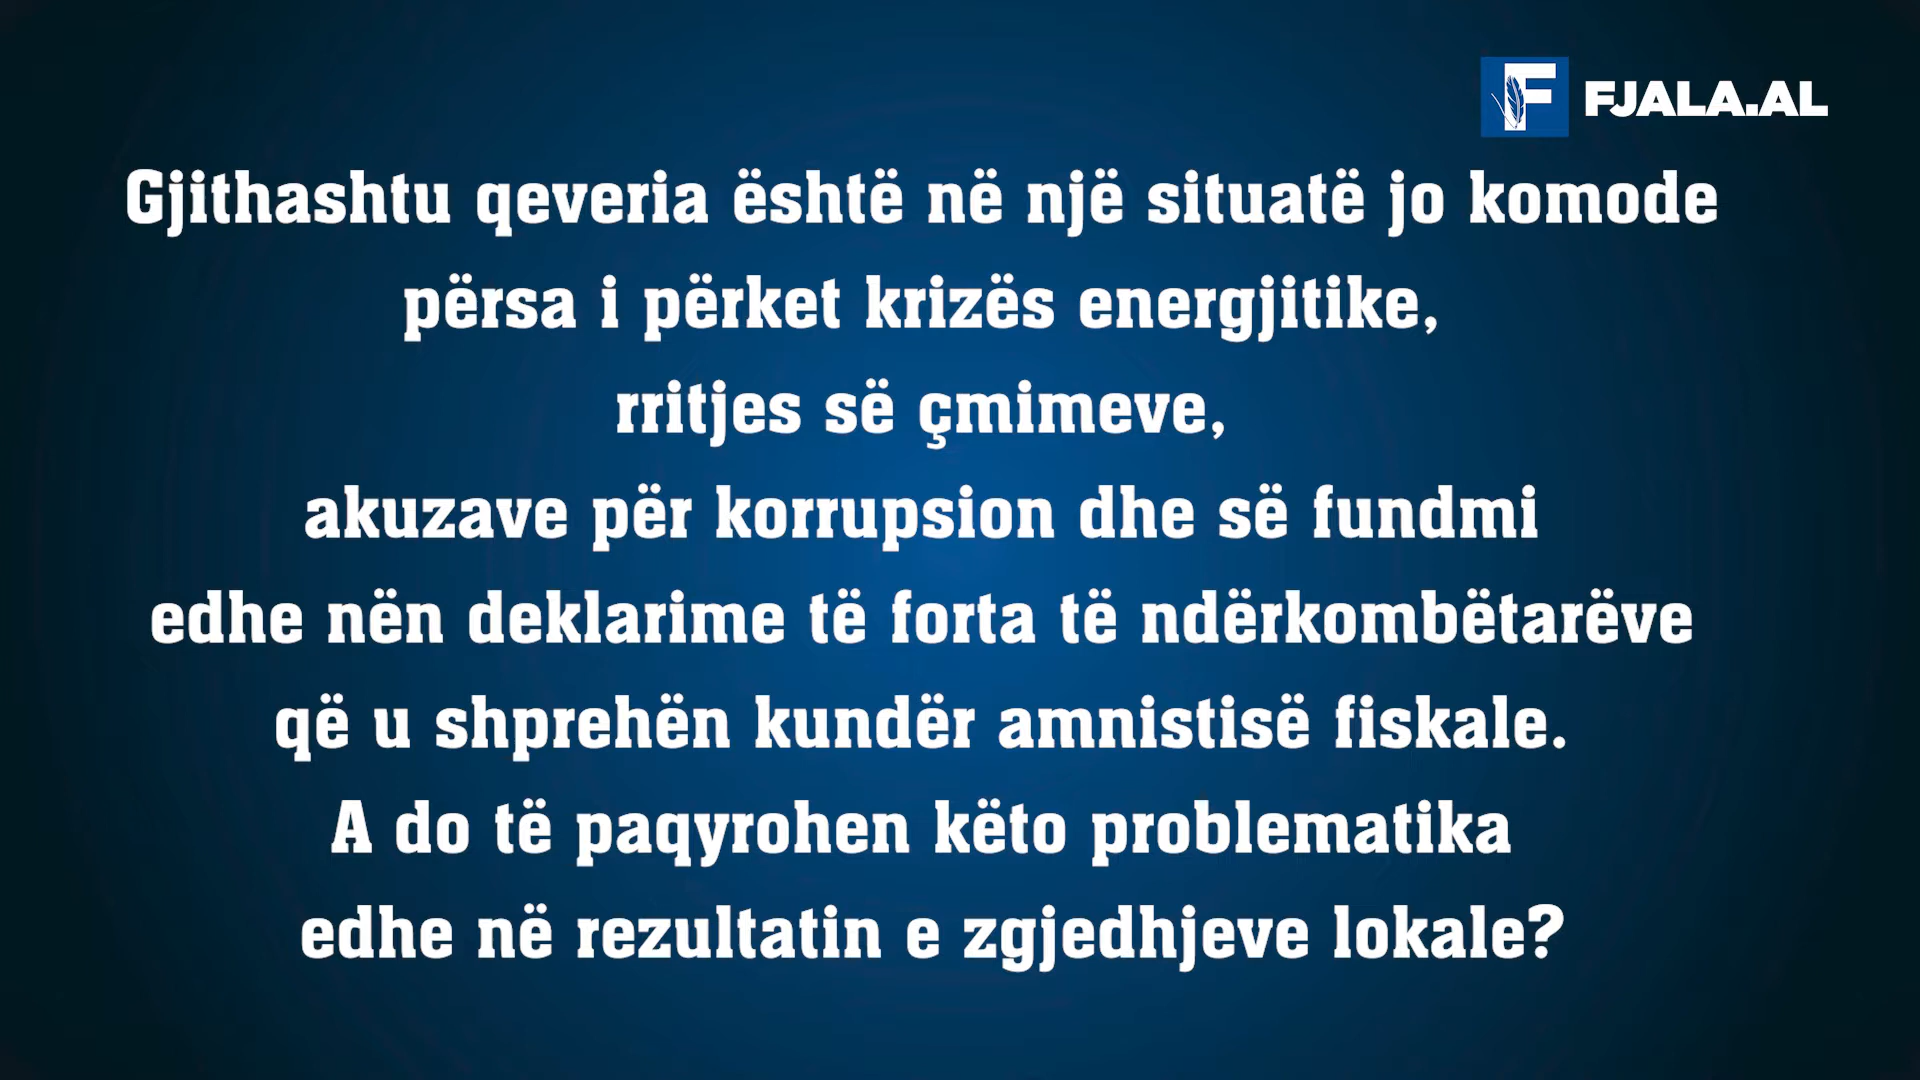 FJALA.AL
Gjithashtu qeveria është në një situatë jo komode
përsa i përket krizës energjitike,
rritjes së çmimeve,
akuzave për korrupsion dhe së fundmi
edhe nën deklarime të forta të ndërkombëtarëve
që u shprehën kundër amnistisë fiskale.
A do të paqyrohen këto problematika
edhe në rezultatin e zgjedhjeve lokale?